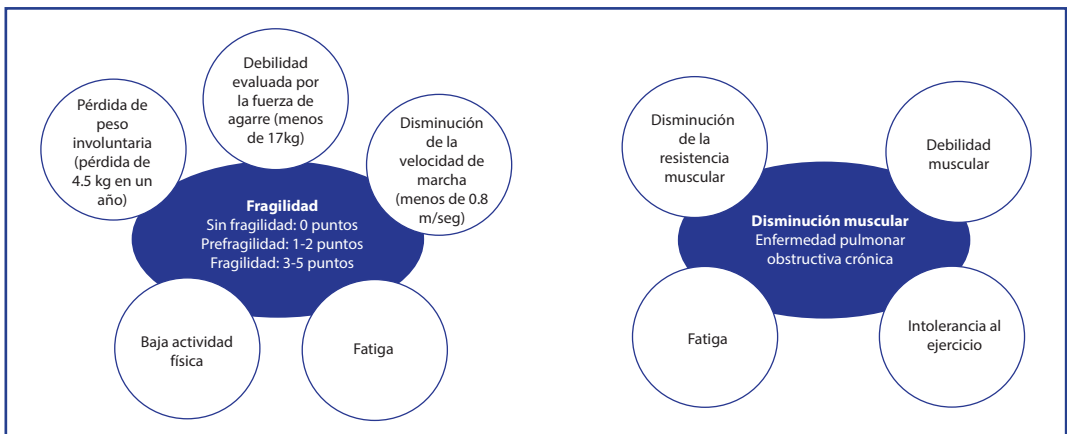 Pérdida de
peso
involuntaria
(pérdida de
4.5 kg en un
año)
Debilidad
evaluada por
la fuerza de
agarre (menos
de 17kg)
Disminución
de la
velocidad de
marcha
(menos de 0.8
m/seg)
Fragilidad
Sin fragilidad: 0 puntos
Prefragilidad: 1-2 puntos
Fragilidad: 3-5 puntos
Baja actividad
física
Fatiga
Disminución
de la
resistencia
muscular
Debilidad
muscular
Disminución muscular
Enfermedad pulmonar
obstructiva crónica
Fatiga
Intolerancia al
ejercicio